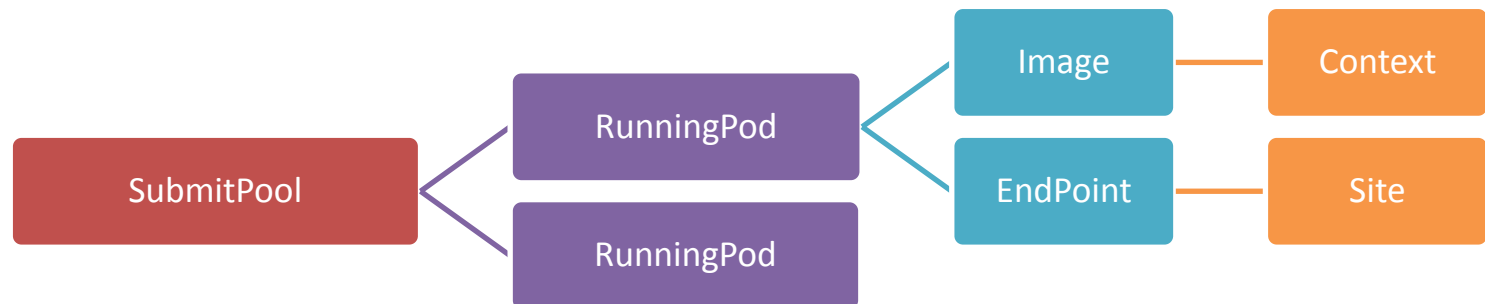 SubmitPool
RunningPod
RunningPod
Image
Context
EndPoint
Site